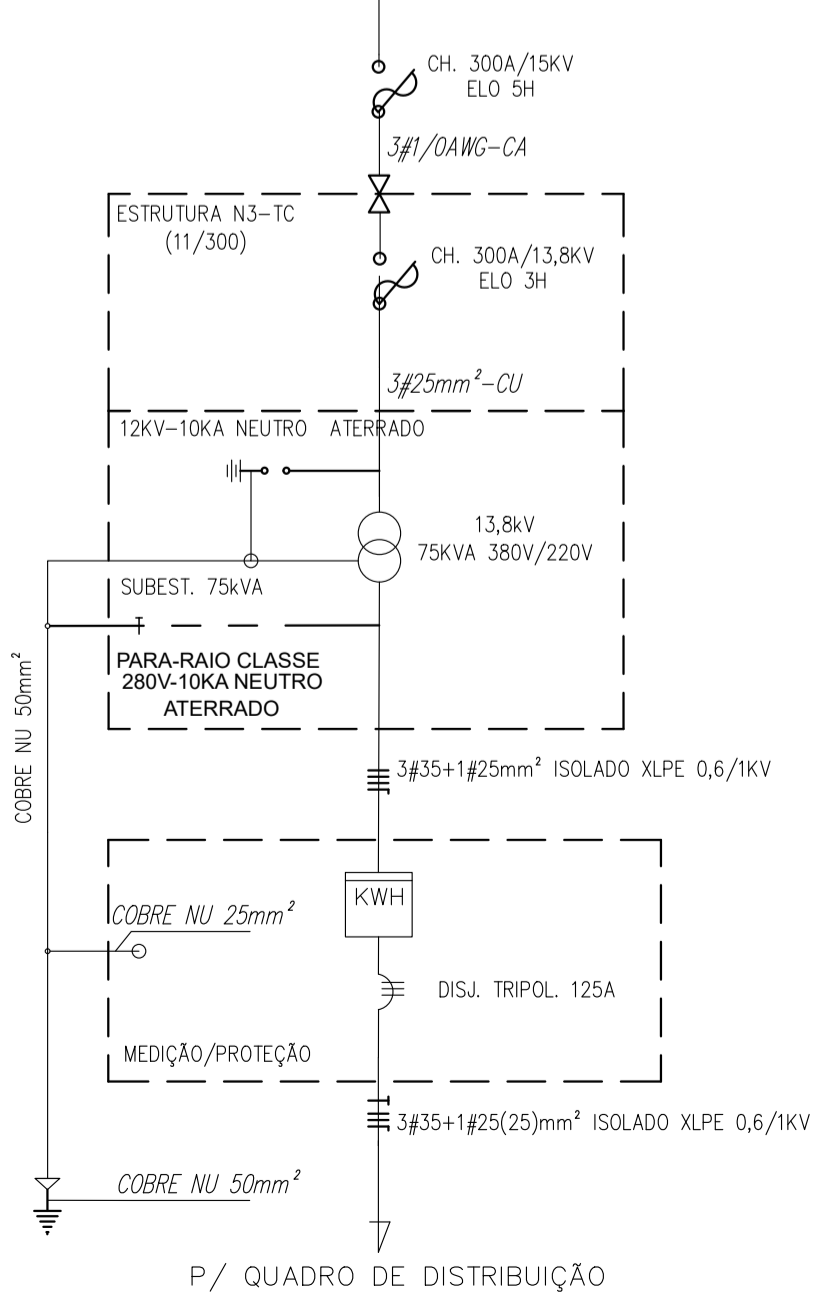 CH. 300A/15KV
ELO 5H
3#1/0AWG-CA
ESTRUTURA N3-TC
(11/300)
CH. 300A/13,8KV
ELO 3H
3#25mm²-CU
12KV-10KA NEUTRO ATERRADO
13,8kV
75KVA 380V/220V
SUBEST. 75kVA
PARA-RAIO CLASSE
280V-10KA NEUTRO
ATERRADO
COBRE NU 50mm²
3#35+1#25mm² ISOLADO XLPE 0,6/1KV
KWH
COBRE NU 25mm²
DISJ. TRIPOL. 125A
MEDIÇÃO/PROTEÇÃO
3#35+1#25(25)mm² ISOLADO XLPE 0,6/1KV
COBRE NU 50mm²
P/ QUADRO DE DISTRIBUIÇÃO